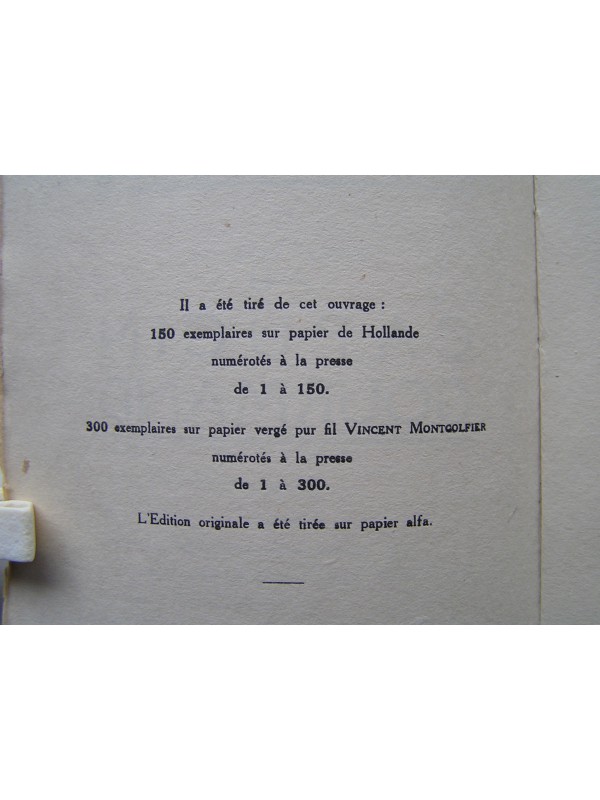 Il a été tiré de cet ouvrage :
150 exemplaires sur papier de Hollande
numérotés à la presse
de 1 à 150.
300 exemplaires sur papier vergé pur fil VINCENT MONTGOLFIER
numérotés à la presse
de 1 à 300.
L'Edition originale a été tirée sur papier alfa.